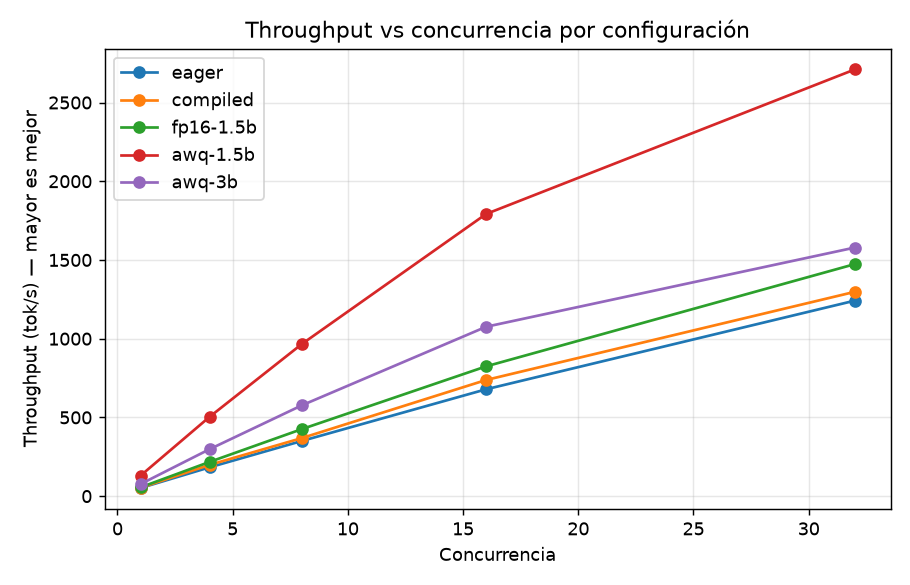 Throughput vs concurrencia por configuración
Throughput (tok/s) — mayor es mejor
2500
2000
1500
1000
500
0
eager
compiled
fp16-1.5b
awq-1.5b
awq-3b
0 5 10 15 20 25 30
Concurrencia